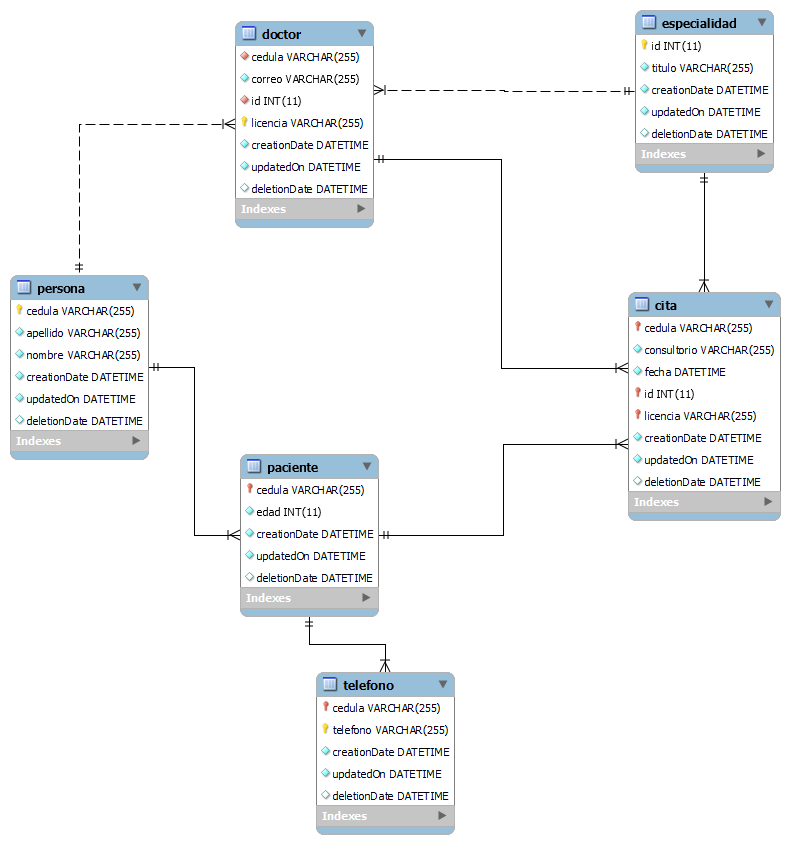 doctor
cedula VARCHAR(255)
correo VARCHAR(255)
id INT(11)
licencia VARCHAR(255)
creationDate DATETIME
updatedOn DATETIME
deletionDate DATETIME
Indexes
especialidad
id INT(11)
titulo VARCHAR(255)
creationDate DATETIME
updatedOn DATETIME
deletionDate DATETIME
Indexes
persona
cedula VARCHAR(255)
apellido VARCHAR(255)
nombre VARCHAR(255)
creationDate DATETIME
updatedOn DATETIME
deletionDate DATETIME
Indexes
cita
cedula VARCHAR(255)
consultorio VARCHAR(255)
fecha DATETIME
id INT(11)
licencia VARCHAR(255)
creationDate DATETIME
updatedOn DATETIME
deletionDate DATETIME
Indexes
paciente
cedula VARCHAR(255)
edad INT(11)
creationDate DATETIME
updatedOn DATETIME
deletionDate DATETIME
Indexes
telefono
cedula VARCHAR(255)
telefono VARCHAR(255)
creationDate DATETIME
updatedOn DATETIME
deletionDate DATETIME
Indexes